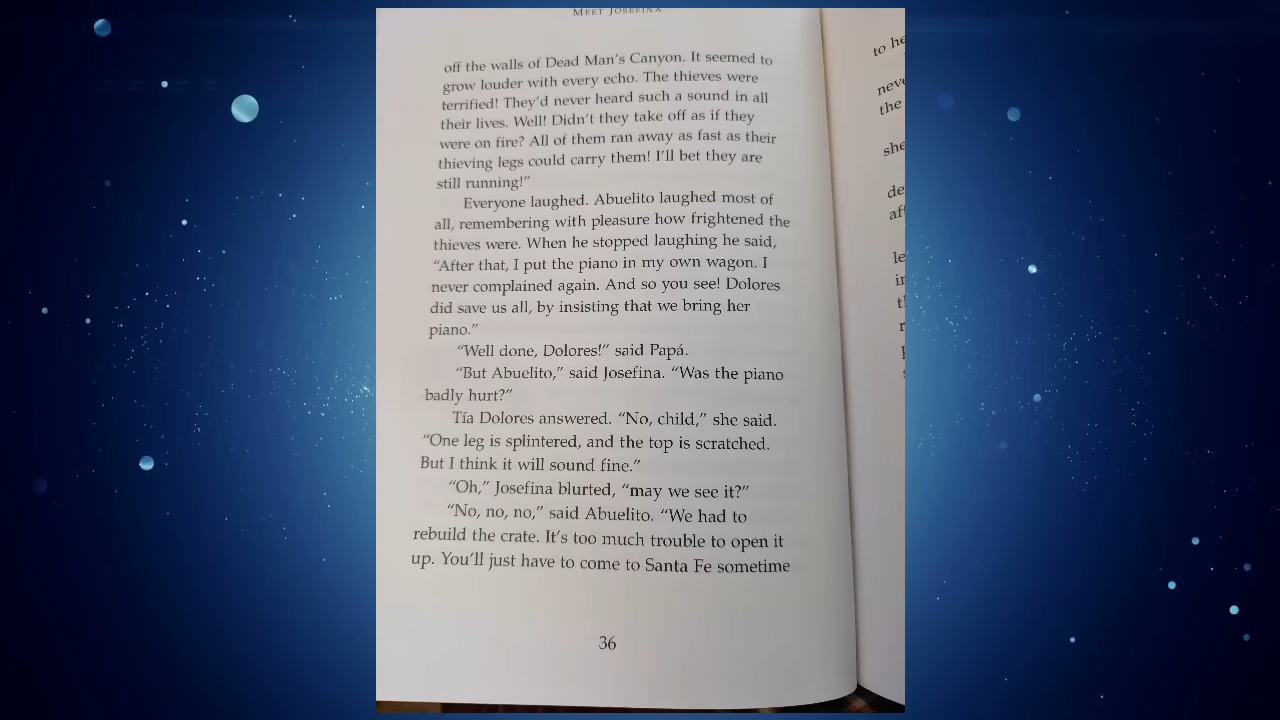 MEET JOSEFINA
off the walls of Dead Man's Canyon. It seemed to
grow louder with every echo. The thieves were
terrified! They'd never heard such a sound in all
their lives. Well! Didn't they take off as if they
were on fire? All of them ran away as fast as their
thieving legs could carry them! I'll bet they are
still running!"
Everyone laughed. Abuelito laughed most of
all, remembering with pleasure how frightened the
thieves were. When he stopped laughing he said,
"After that, I put the piano in my own wagon. I
never complained again. And so you see! Dolores
did save us all, by insisting that we bring her
piano."
"Well done, Dolores!" said Papá.
"But Abuelito," said Josefina. "Was the piano
badly hurt?"
Tía Dolores answered. "No, child," she said.
"One leg is splintered, and the top is scratched.
But I think it will sound fine."
"Oh," Josefina blurted, "may we see it?"
"No, no, no," said Abuelito. "We had to
rebuild the crate. It's too much trouble to open it
up. You'll just have to come to Santa Fe sometime
36
to
the
she